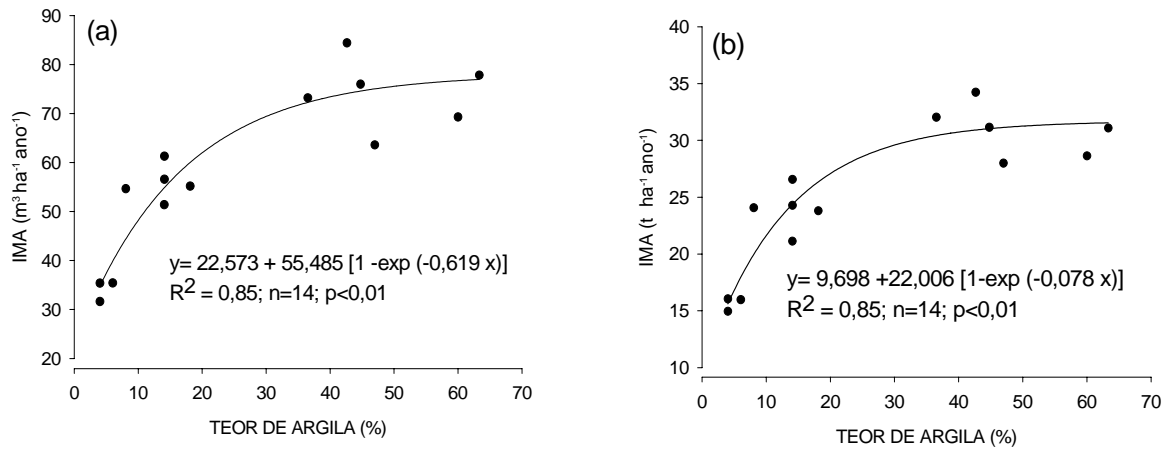 (a)
IMA (m³ ha⁻¹ ano⁻¹)
90
80
70
60
50
40
30
20
y= 22,573 + 55,485 [1 -exp (-0,619 x)]
R² = 0,85; n=14; p<0,01
0 10 20 30 40 50 60 70
TEOR DE ARGILA (%)
(b)
IMA (t ha⁻¹ ano⁻¹)
40
35
30
25
20
15
10
y= 9,698 +22,006 [1-exp (-0,078 x)]
R² = 0,85; n=14; p<0,01
0 10 20 30 40 50 60 70
TEOR DE ARGILA (%)